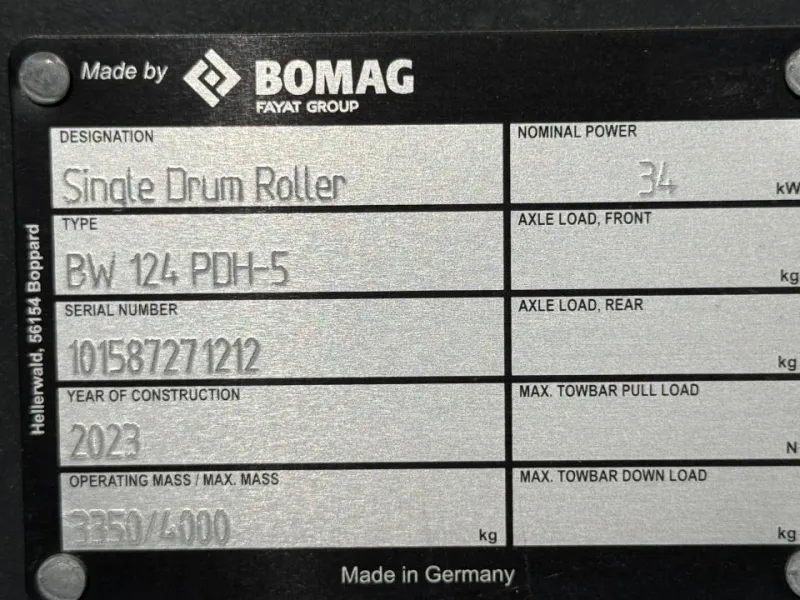 Made by BOMAG
FAYAT GROUP
DESIGNATION
Single Drum Roller
NOMINAL POWER
34 kW
TYPE
BW 124 PDH-5
AXLE LOAD, FRONT
kg
SERIAL NUMBER
101587271212
AXLE LOAD, REAR
kg
YEAR OF CONSTRUCTION
2023
MAX. TOWBAR PULL LOAD
N
OPERATING MASS / MAX. MASS
3350/4000 kg
MAX. TOWBAR DOWN LOAD
kg
Hellerwald, 56154 Boppard
Made in Germany